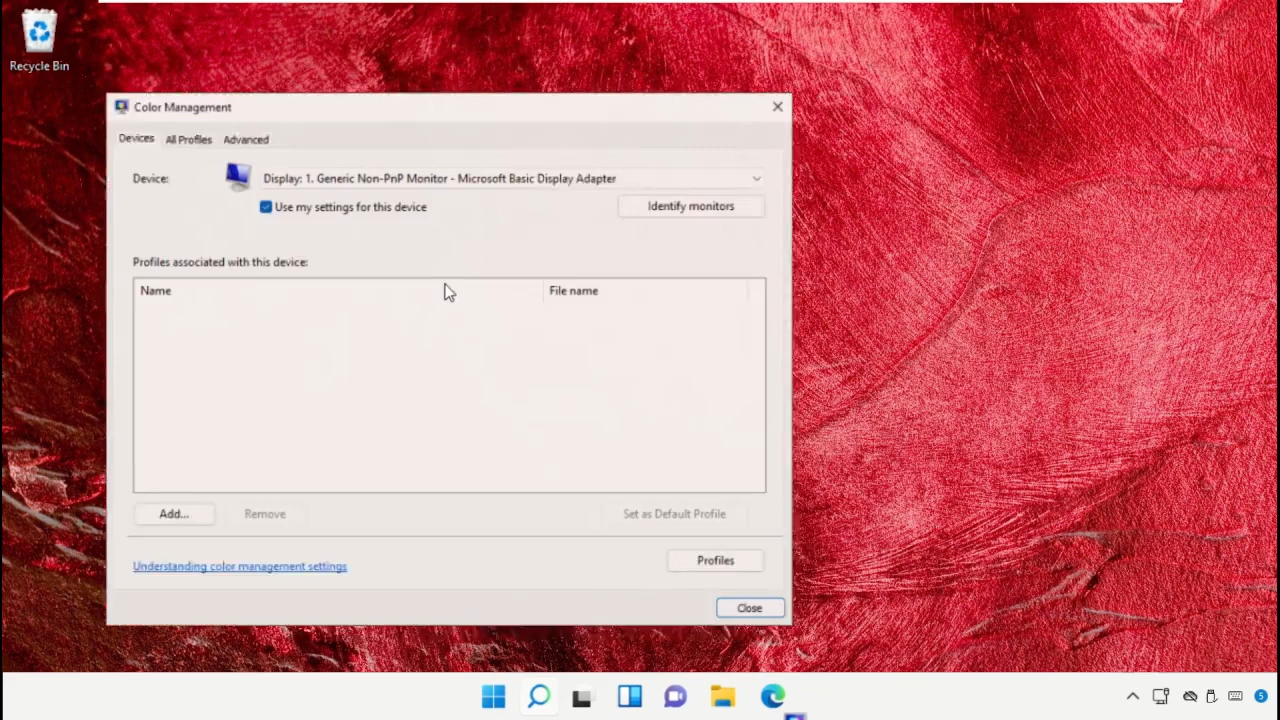 Recycle Bin
Color Management
Devices All Profiles Advanced
Device: Display: 1. Generic Non-PnP Monitor - Microsoft Basic Display Adapter
Use my settings for this device Identify monitors
Profiles associated with this device:
Name File name
Add... Remove Set as Default Profile
Understanding color management settings Profiles
Close
5